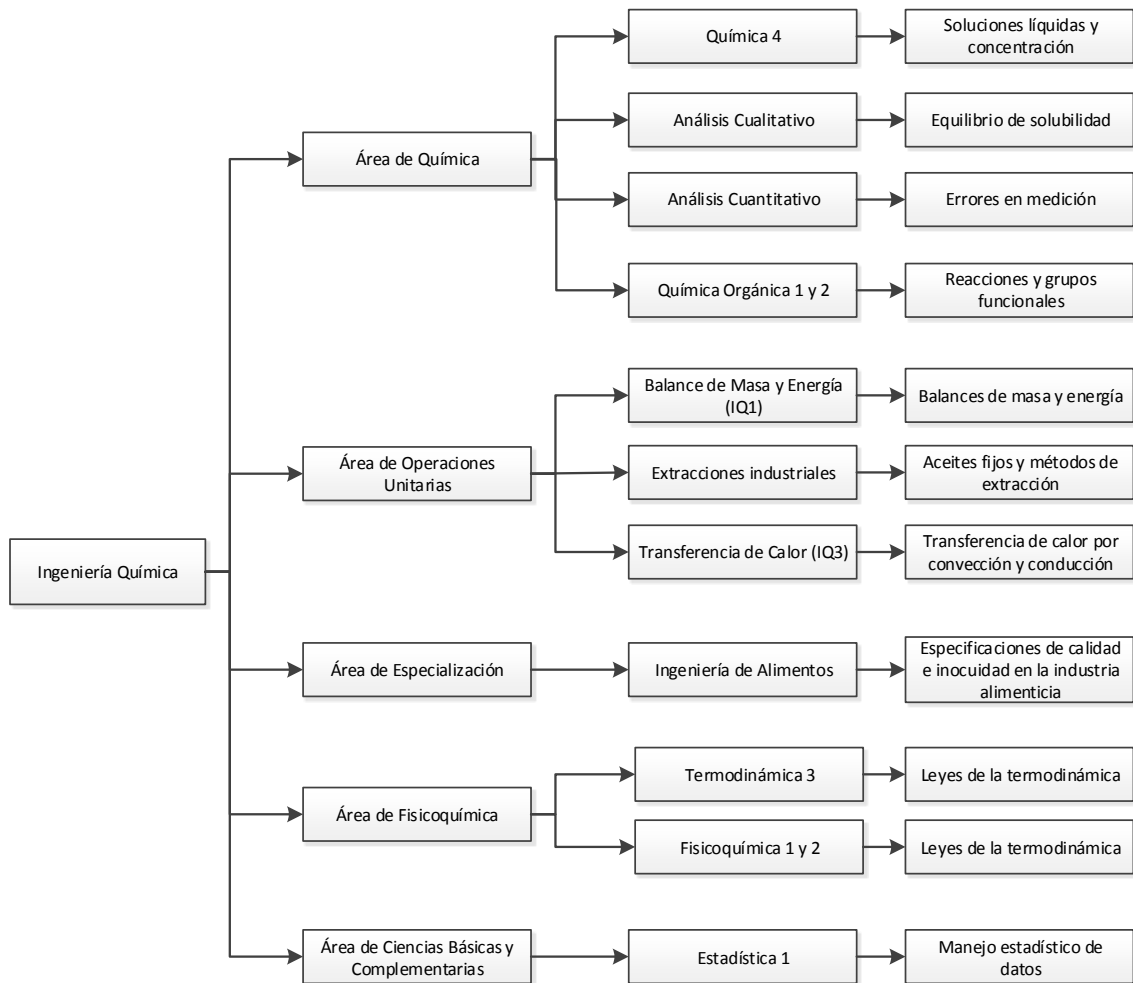 Química 4
Soluciones líquidas y
concentración
Análisis Cualitativo
Equilibrio de solubilidad
Área de Química
Análisis Cuantitativo
Errores en medición
Química Orgánica 1 y 2
Reacciones y grupos
funcionales
Balance de Masa y Energía
(IQ1)
Balances de masa y energía
Área de Operaciones
Unitarias
Extracciones industriales
Aceites fijos y métodos de
extracción
Transferencia de Calor (IQ3)
Transferencia de calor por
convección y conducción
Ingeniería Química
Área de Especialización
Ingeniería de Alimentos
Especificaciones de calidad
e inocuidad en la industria
alimenticia
Área de Fisicoquímica
Termodinámica 3
Leyes de la termodinámica
Fisicoquímica 1 y 2
Leyes de la termodinámica
Área de Ciencias Básicas y
Complementarias
Estadística 1
Manejo estadístico de
datos